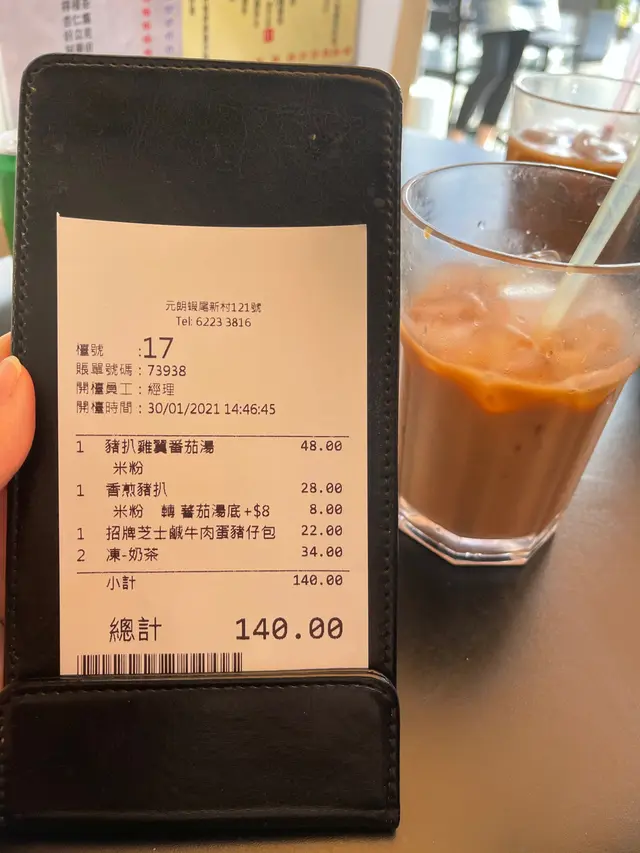 元朗蝦尾新村121號
Tel: 6223 3816
檯號 :17
賬單號碼 : 73938
開檯員工 : 經理
開檯時間 : 30/01/2021 14:46:45
1 豬扒雞翼番茄湯 48.00
米粉
1 香煎豬扒 28.00
米粉 轉 蕃茄湯底+$8 8.00
1 招牌芝士鹹牛肉蛋豬仔包 22.00
2 凍-奶茶 34.00
小計 140.00
總計 140.00